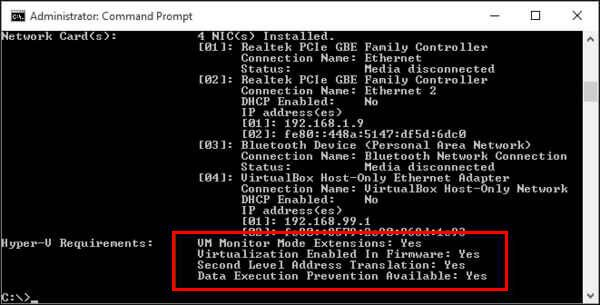 Administrator: Command Prompt
Network Card(s): 4 NIC(s) Installed.
[01]: Realtek PCIe GBE Family Controller
Connection Name: Ethernet
Status: Media disconnected
[02]: Realtek PCIe GBE Family Controller
Connection Name: Ethernet 2
DHCP Enabled: No
IP address(es)
[01]: 192.168.1.9
[02]: fe80::448a:5147:df5d:6dc0
[03]: Bluetooth Device (Personal Area Network)
Connection Name: Bluetooth Network Connection
Status: Media disconnected
[04]: VirtualBox Host-Only Ethernet Adapter
Connection Name: VirtualBox Host-Only Network
DHCP Enabled: No
IP address(es)
[01]: 192.168.99.1
Hyper-V Requirements: VM Monitor Mode Extensions: Yes
Virtualization Enabled In Firmware: Yes
Second Level Address Translation: Yes
Data Execution Prevention Available: Yes
C:\>_